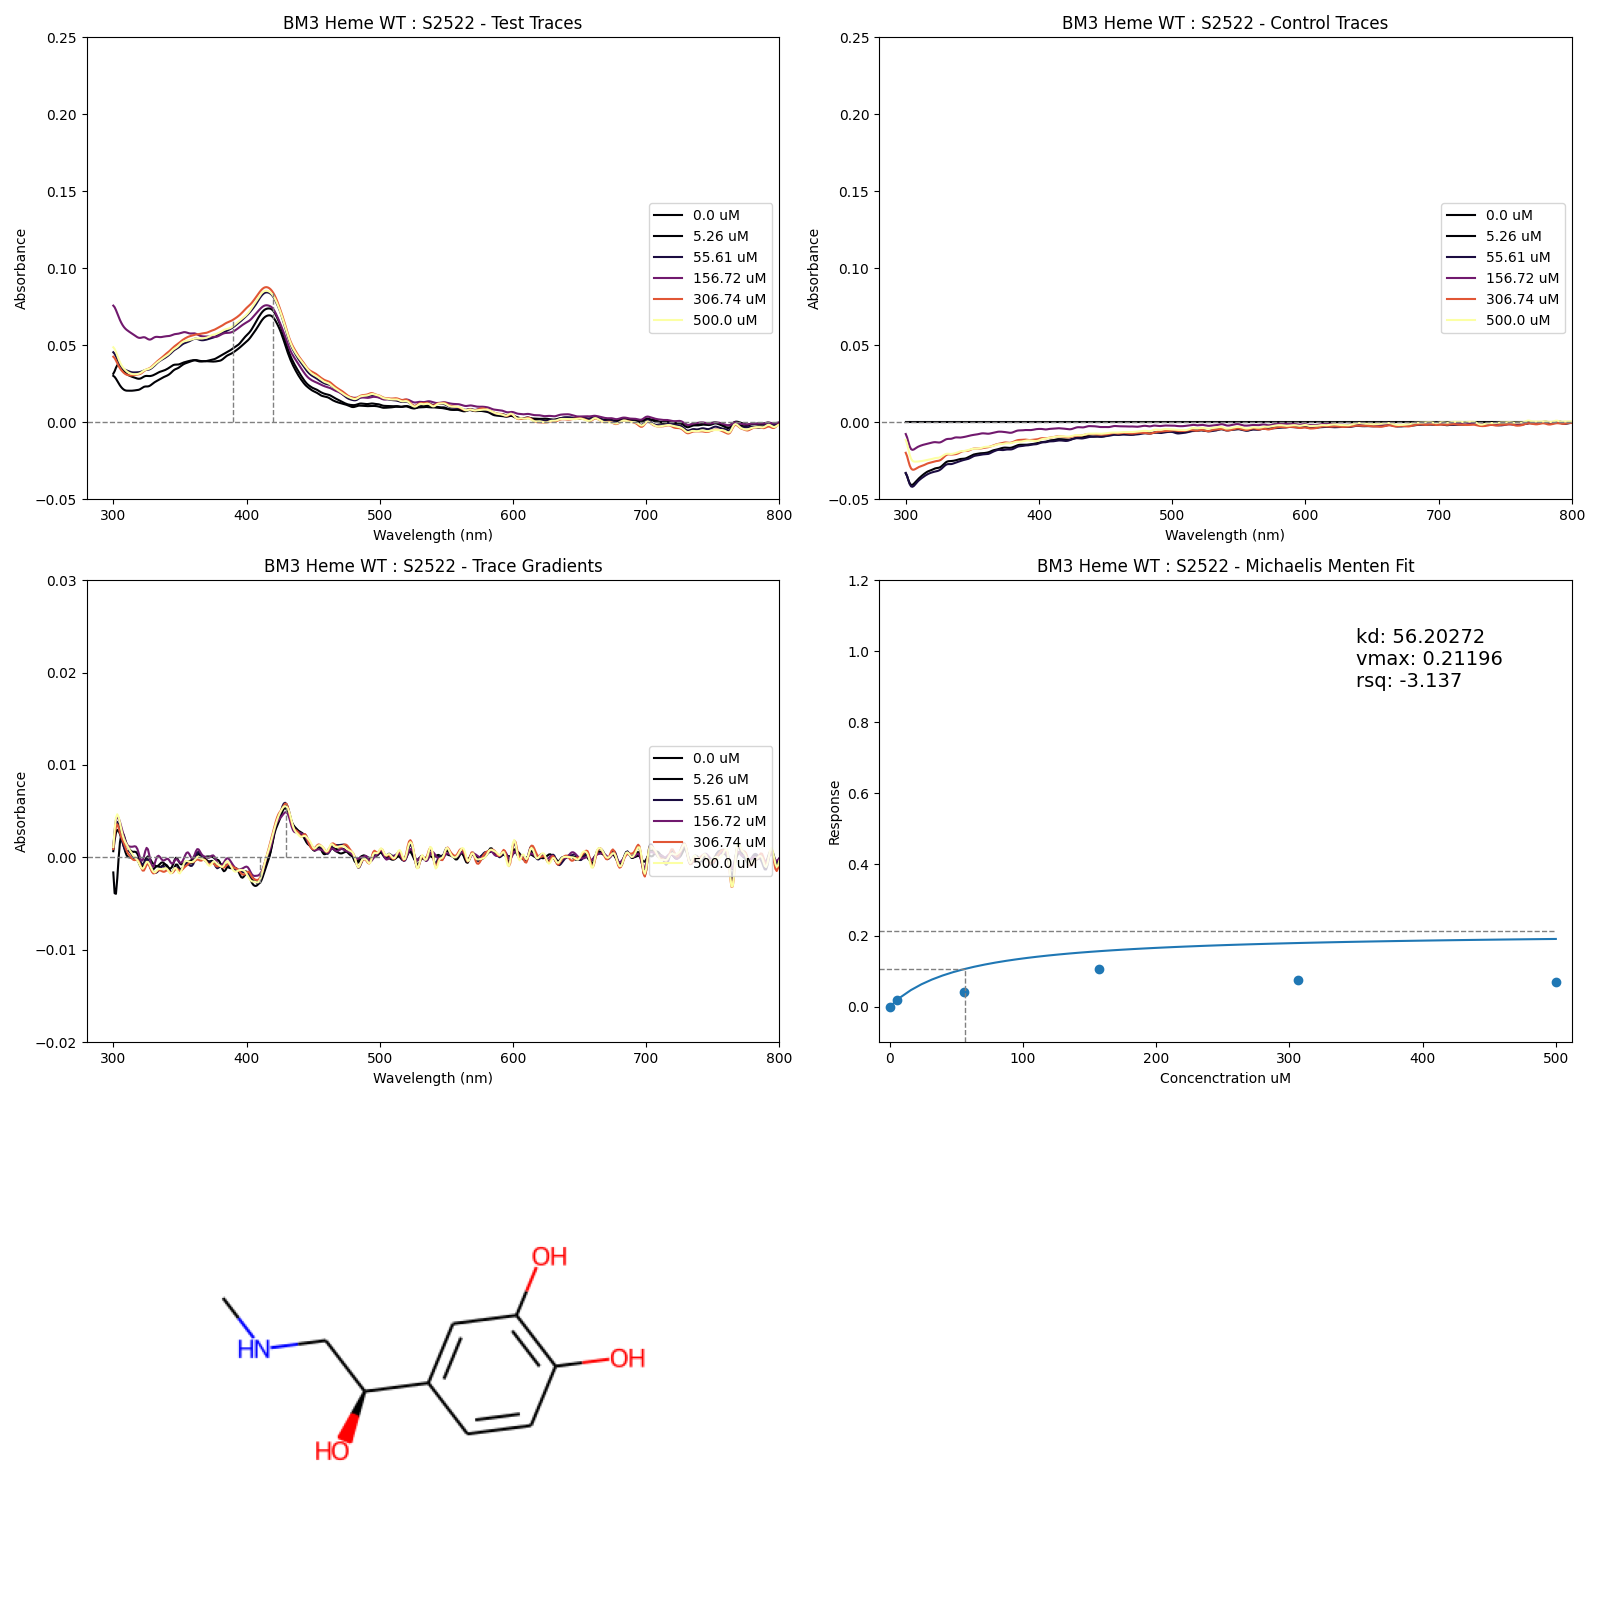 BM3 Heme WT : S2522 - Test Traces
0.25
0.20
0.15
0.10
0.05
0.00
−0.05
Absorbance
300 400 500 600 700 800
Wavelength (nm)
0.0 uM
5.26 uM
55.61 uM
156.72 uM
306.74 uM
500.0 uM
BM3 Heme WT : S2522 - Control Traces
0.25
0.20
0.15
0.10
0.05
0.00
−0.05
Absorbance
300 400 500 600 700 800
Wavelength (nm)
0.0 uM
5.26 uM
55.61 uM
156.72 uM
306.74 uM
500.0 uM
BM3 Heme WT : S2522 - Trace Gradients
0.03
0.02
0.01
0.00
−0.01
−0.02
Absorbance
300 400 500 600 700 800
Wavelength (nm)
0.0 uM
5.26 uM
55.61 uM
156.72 uM
306.74 uM
500.0 uM
BM3 Heme WT : S2522 - Michaelis Menten Fit
1.2
1.0
0.8
0.6
0.4
0.2
0.0
Response
0 100 200 300 400 500
Concenctration uM
kd: 56.20272
vmax: 0.21196
rsq: -3.137
OH
HN
OH
HO